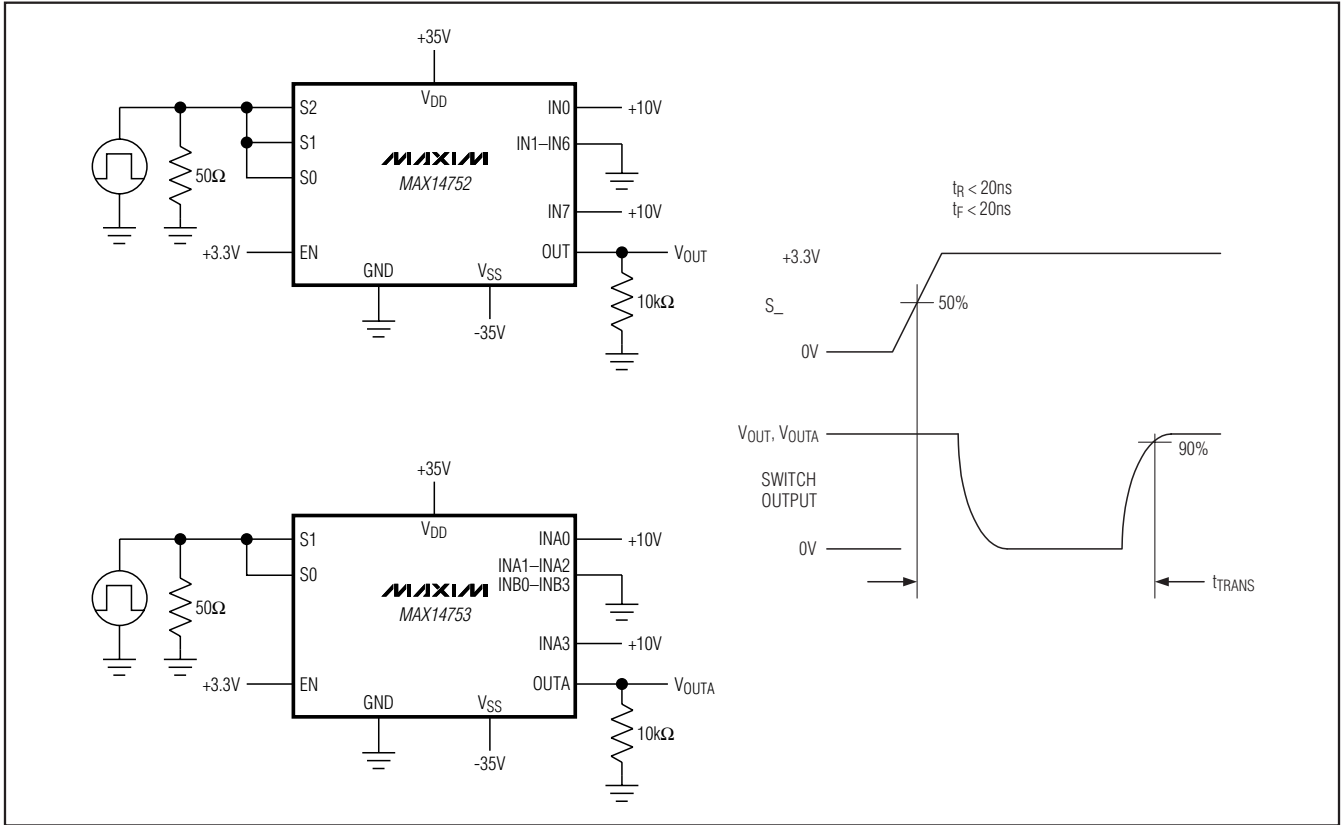 +35V
VDD
S2
S1
S0
50Ω
+3.3V
EN
GND
VSS
-35V
MAXIM
MAX14752
IN0
+10V
IN1–IN6
IN7
+10V
OUT
VOUT
10kΩ
+35V
VDD
S1
S0
50Ω
+3.3V
EN
GND
VSS
-35V
MAXIM
MAX14753
INA0
+10V
INA1–INA2
INB0–INB3
INA3
+10V
OUTA
VOUTA
10kΩ
tR < 20ns
tF < 20ns
+3.3V
S_
50%
0V
VOUT, VOUTA
90%
SWITCH
OUTPUT
0V
tTRANS